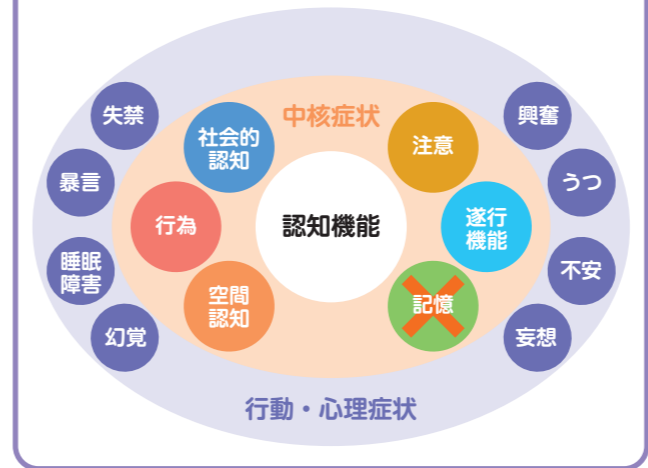 中核症状
認知機能
社会的
認知
注意
行為
遂行
機能
空間
認知
記憶
失禁
暴言
睡眠
障害
幻覚
興奮
うつ
不安
妄想
行動・心理症状